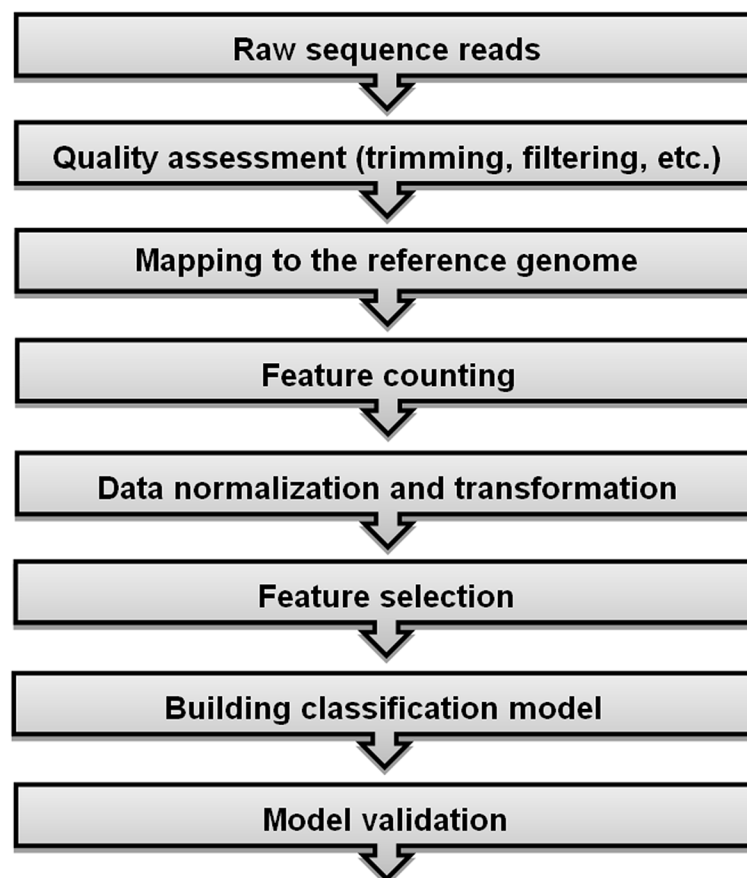 Raw sequence reads
Quality assessment (trimming, filtering, etc.)
Mapping to the reference genome
Feature counting
Data normalization and transformation
Feature selection
Building classification model
Model validation